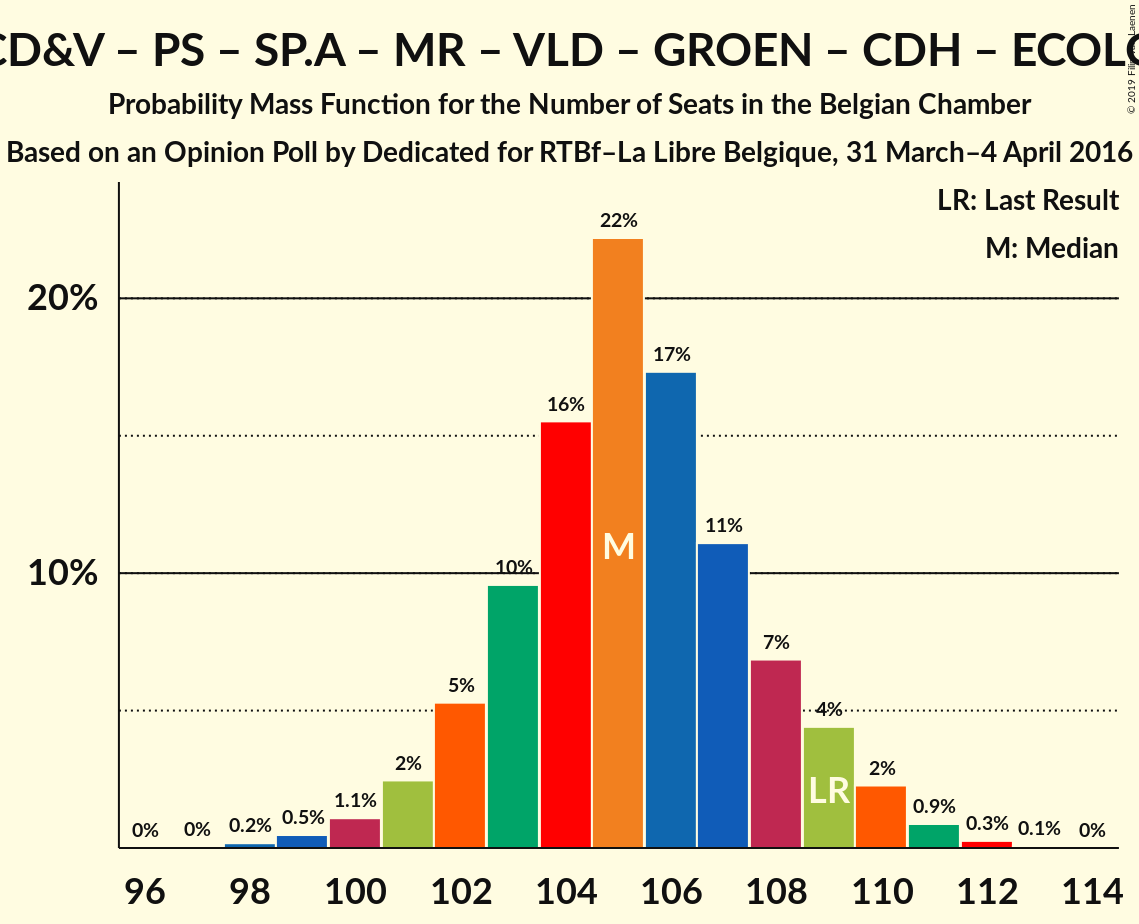 CD&V – PS – SP.A – MR – VLD – GROEN – CDH – ECOLO
Probability Mass Function for the Number of Seats in the Belgian Chamber
Based on an Opinion Poll by Dedicated for RTBf–La Libre Belgique, 31 March–4 April 2016
© 2019
LR: Last Result
M: Median
20%
10%
0% 0% 0.2% 0.5% 1.1% 2% 5% 10% 16% 22% 17% 11% 7% 4% 2% 0.9% 0.3% 0.1% 0%
M
LR
96 98 100 102 104 106 108 110 112 114